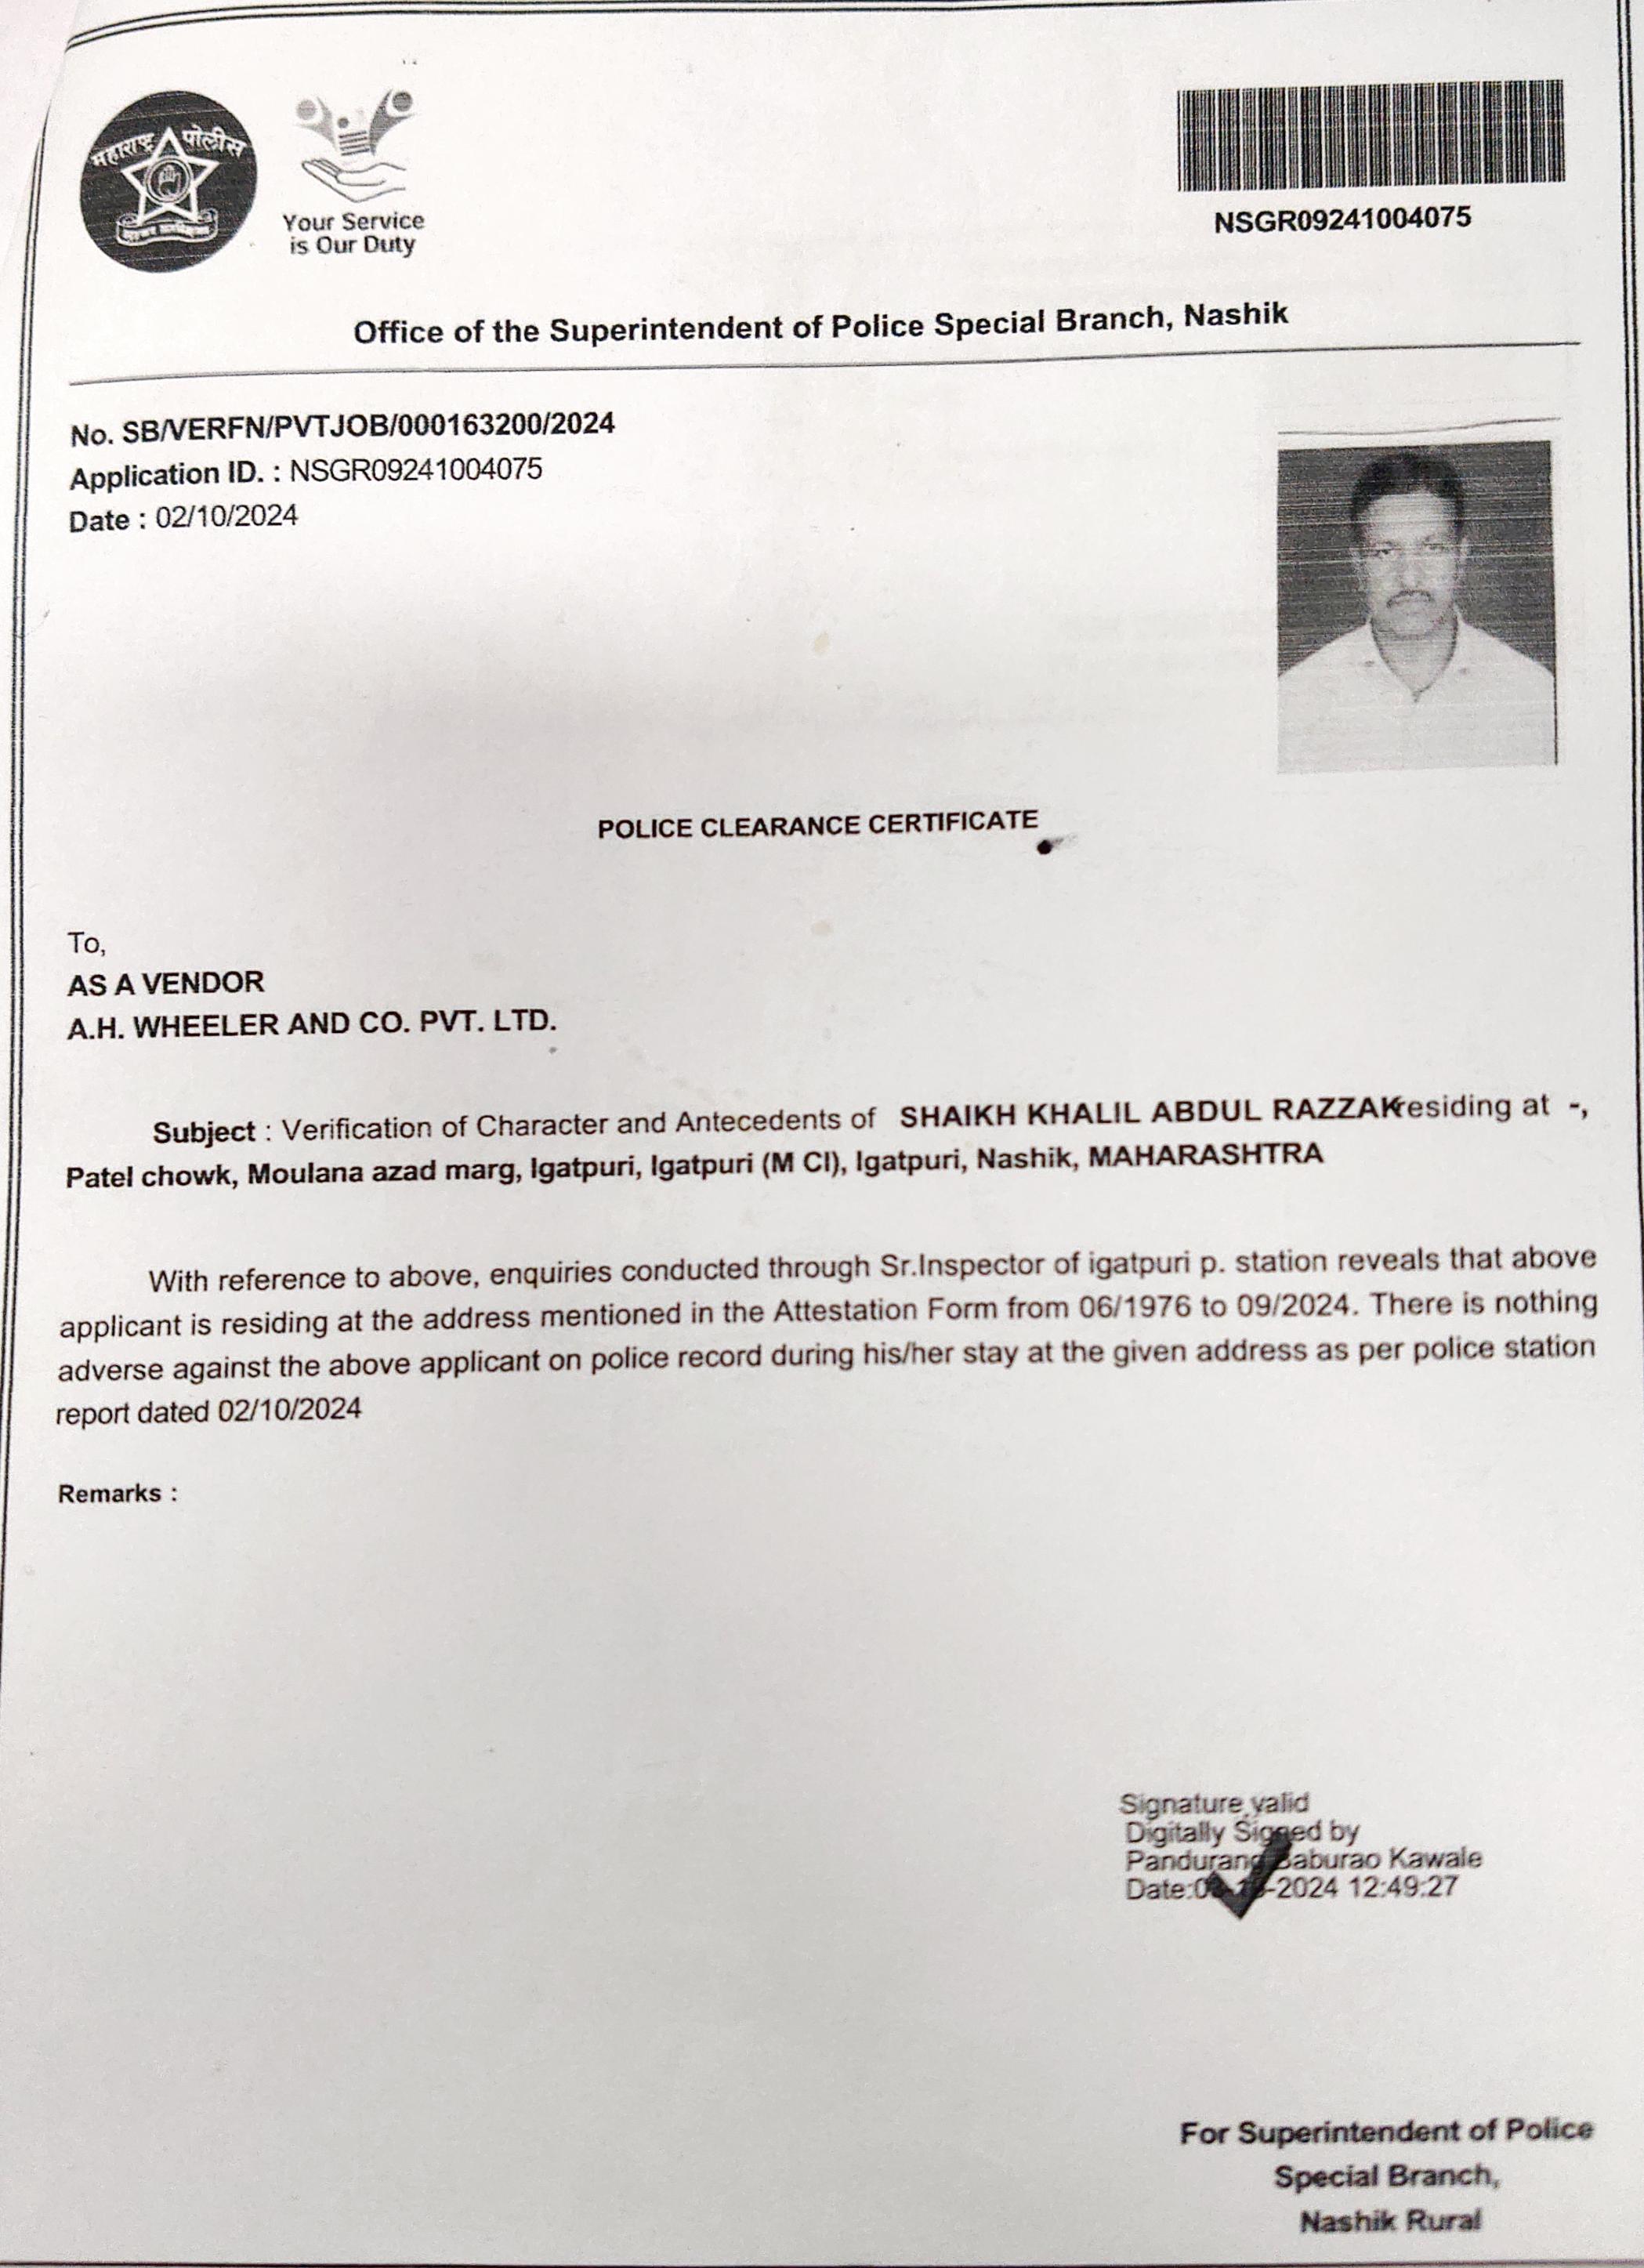 महाराष्ट्र पोलीस
Your Service
is Our Duty
NSGR09241004075
Office of the Superintendent of Police Special Branch, Nashik
No. SB/VERFN/PVTJOB/000163200/2024
Application ID. : NSGR09241004075
Date : 02/10/2024
POLICE CLEARANCE CERTIFICATE
To,
AS A VENDOR
A.H. WHEELER AND CO. PVT. LTD.
Subject : Verification of Character and Antecedents of SHAIKH KHALIL ABDUL RAZZAK residing at -,
Patel chowk, Moulana azad marg, Igatpuri, Igatpuri (M Cl), Igatpuri, Nashik, MAHARASHTRA
With reference to above, enquiries conducted through Sr.Inspector of igatpuri p. station reveals that above
applicant is residing at the address mentioned in the Attestation Form from 06/1976 to 09/2024. There is nothing
adverse against the above applicant on police record during his/her stay at the given address as per police station
report dated 02/10/2024
Remarks :
Signature valid
Digitally Signed by
Pandurang Baburao Kawale
-2024 12:49:27
For Superintendent of Police
Special Branch,
Nashik Rural